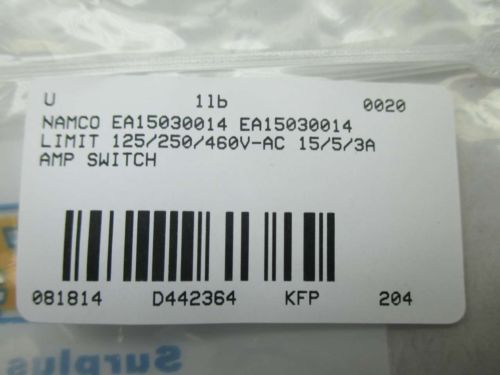 U 1lb 0020
NAMCO EA15030014 EA15030014
LIMIT 125/250/460V-AC 15/5/3A
AMP SWITCH
081814 D442364 KFP 204
Surplus